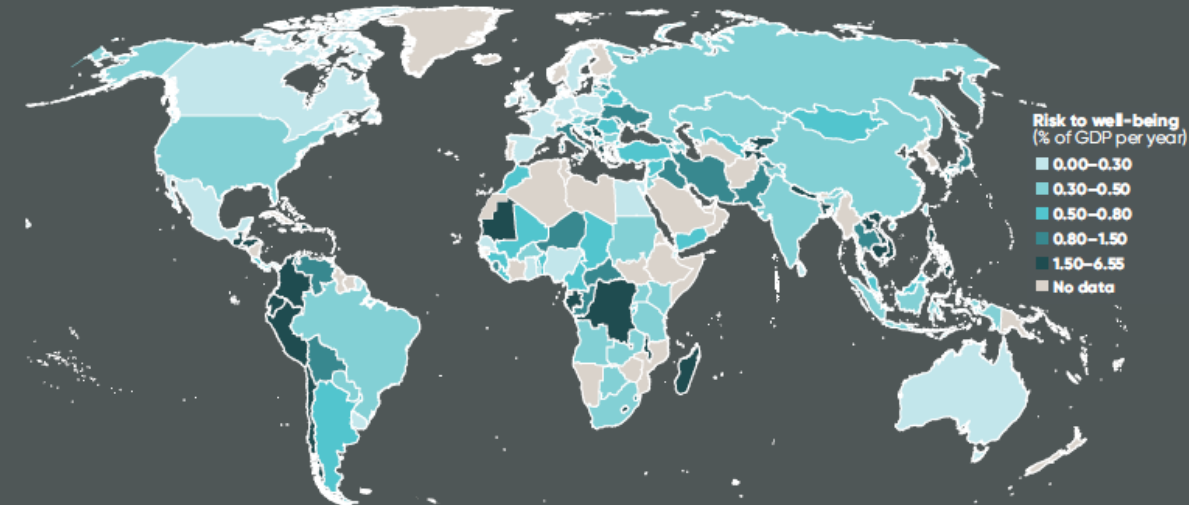 Risk to well-being
(% of GDP per year)
0.00–0.30
0.30–0.50
0.50–0.80
0.80–1.50
1.50–6.55
No data